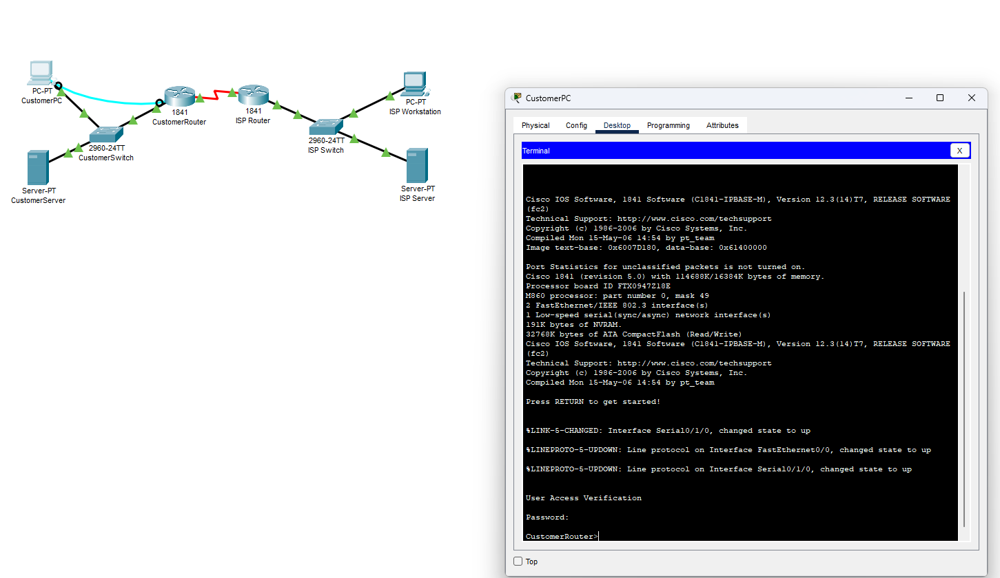 PC-PT
CustomerPC
1841
CustomerRouter
1841
ISP Router
PC-PT
ISP Workstation
2960-24TT
CustomerSwitch
2960-24TT
ISP Switch
Server-PT
CustomerServer
Server-PT
ISP Server
CustomerPC
Physical Config Desktop Programming Attributes
Terminal X
Cisco IOS Software, 1841 Software (C1841-IPBASE-M), Version 12.3(14)T7, RELEASE SOFTWARE
(fc2)
Technical Support: http://www.cisco.com/techsupport
Copyright (c) 1986-2006 by Cisco Systems, Inc.
Compiled Mon 15-May-06 14:54 by pt_team
Image text-base: 0x6007D180, data-base: 0x61400000
Port Statistics for unclassified packets is not turned on.
Cisco 1841 (revision 5.0) with 114688K/16384K bytes of memory.
Processor board ID FTX0947Z18E
M860 processor: part number 0, mask 49
2 FastEthernet/IEEE 802.3 interface(s)
1 Low-speed serial(sync/async) network interface(s)
191K bytes of NVRAM.
32768K bytes of ATA CompactFlash (Read/Write)
Cisco IOS Software, 1841 Software (C1841-IPBASE-M), Version 12.3(14)T7, RELEASE SOFTWARE
(fc2)
Technical Support: http://www.cisco.com/techsupport
Copyright (c) 1986-2006 by Cisco Systems, Inc.
Compiled Mon 15-May-06 14:54 by pt_team
Press RETURN to get started!
%LINK-5-CHANGED: Interface Serial0/1/0, changed state to up
%LINEPROTO-5-UPDOWN: Line protocol on Interface FastEthernet0/0, changed state to up
%LINEPROTO-5-UPDOWN: Line protocol on Interface Serial0/1/0, changed state to up
User Access Verification
Password:
CustomerRouter>
Top